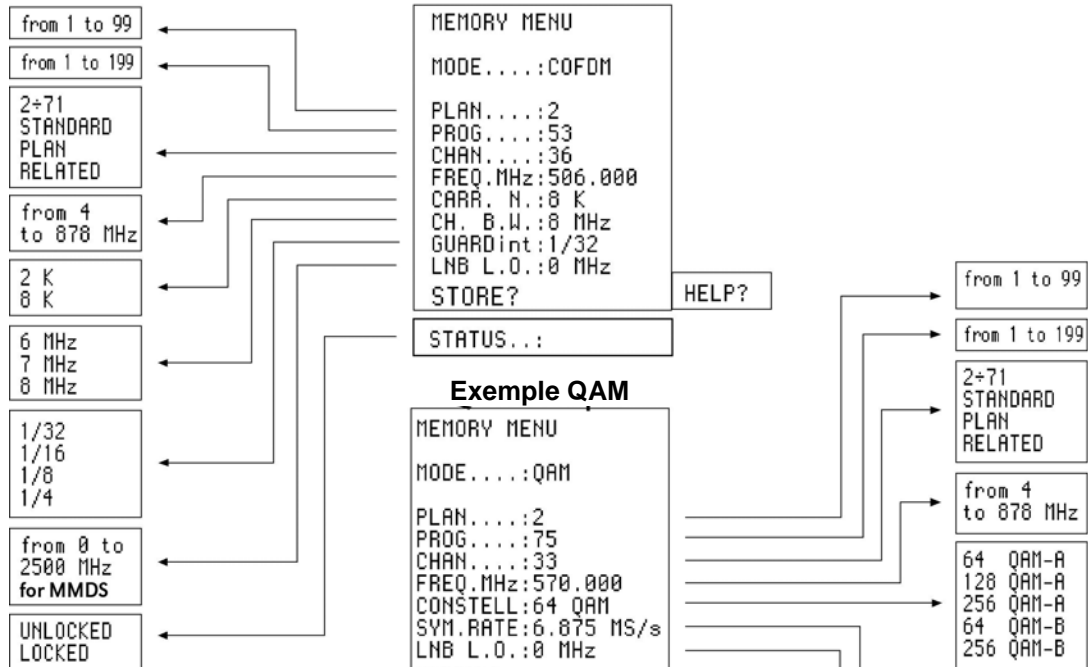 from 1 to 99
from 1 to 199
2÷71
STANDARD
PLAN
RELATED
from 4
to 878 MHz
2 K
8 K
6 MHz
7 MHz
8 MHz
1/32
1/16
1/8
1/4
from 0 to
2500 MHz
for MMDS
UNLOCKED
LOCKED
MEMORY MENU
MODE....:COFDM
PLAN....:2
PROG....:53
CHAN....:36
FREQ.MHz:506.000
CARR. N.:8 K
CH. B.W.:8 MHz
GUARDint:1/32
LNB L.O.:0 MHz
STORE?
HELP?
STATUS..:
Exemple QAM
MEMORY MENU
MODE....:QAM
PLAN....:2
PROG....:75
CHAN....:33
FREQ.MHz:570.000
CONSTELL:64 QAM
SYM.RATE:6.875 MS/s
LNB L.O.:0 MHz
from 1 to 99
from 1 to 199
2÷71
STANDARD
PLAN
RELATED
from 4
to 878 MHz
64 QAM-A
128 QAM-A
256 QAM-A
64 QAM-B
256 QAM-B